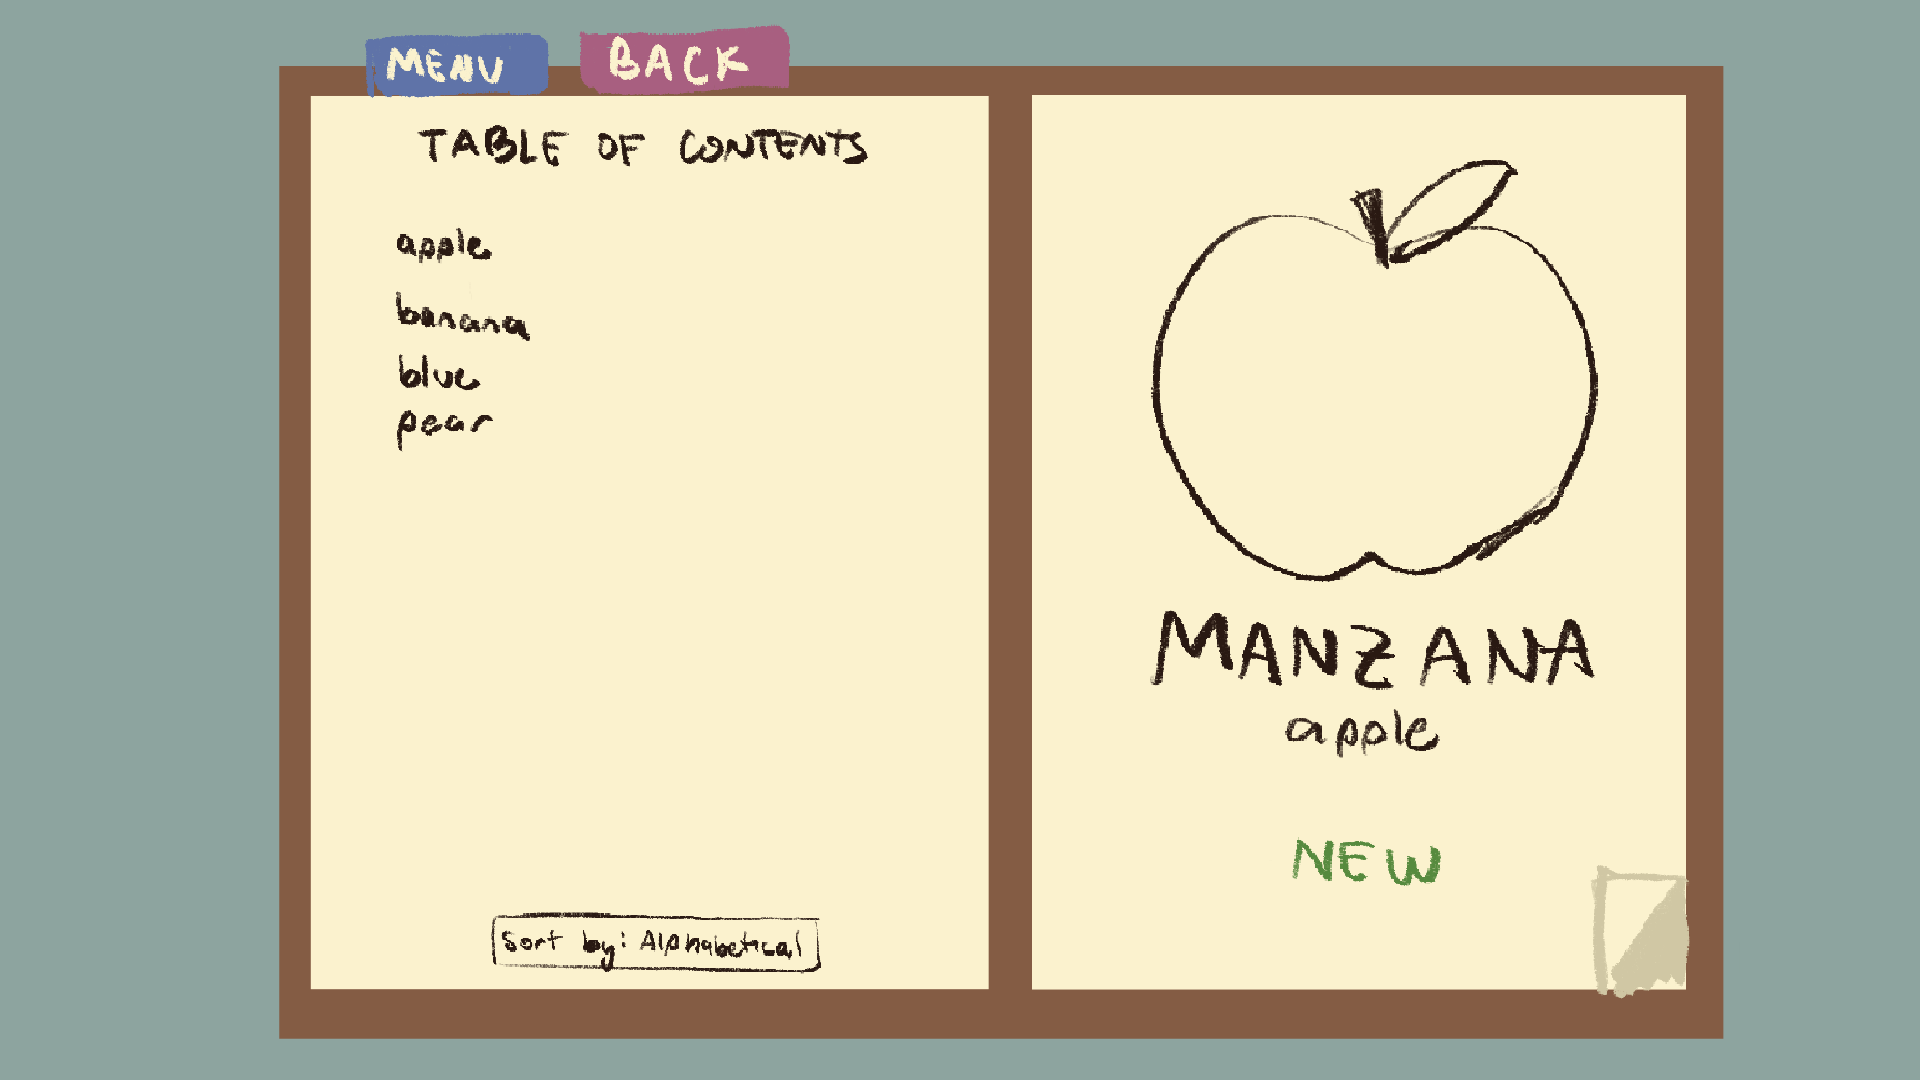 MENU
BACK
TABLE OF CONTENTS
apple
banana
blue
pear
Sort by: Alphabetical
MANZANA
apple
NEW